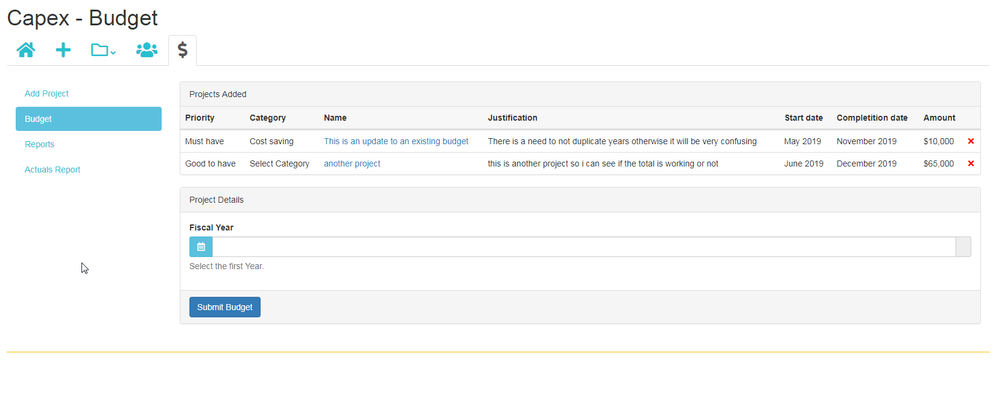 Capex - Budget
$
Add Project
Budget
Reports
Actuals Report
Projects Added
Priority Category Name Justification Start date Completition date Amount
Must have Cost saving This is an update to an existing budget There is a need to not duplicate years otherwise it will be very confusing May 2019 November 2019 $10,000
Good to have Select Category another project this is another project so i can see if the total is working or not June 2019 December 2019 $65,000
Project Details
Fiscal Year
Select the first Year.
Submit Budget